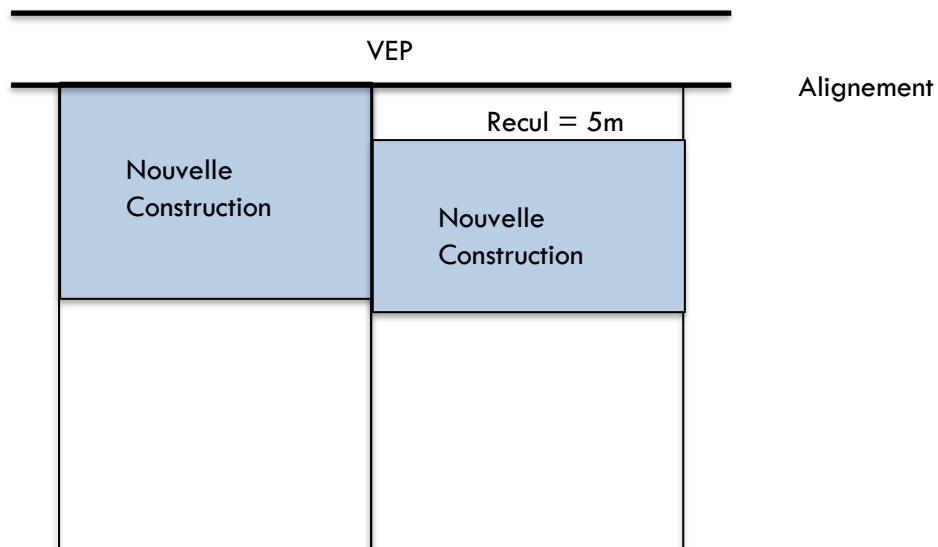 VEP
Alignement
Recul = 5m
Nouvelle
Construction
Nouvelle
Construction